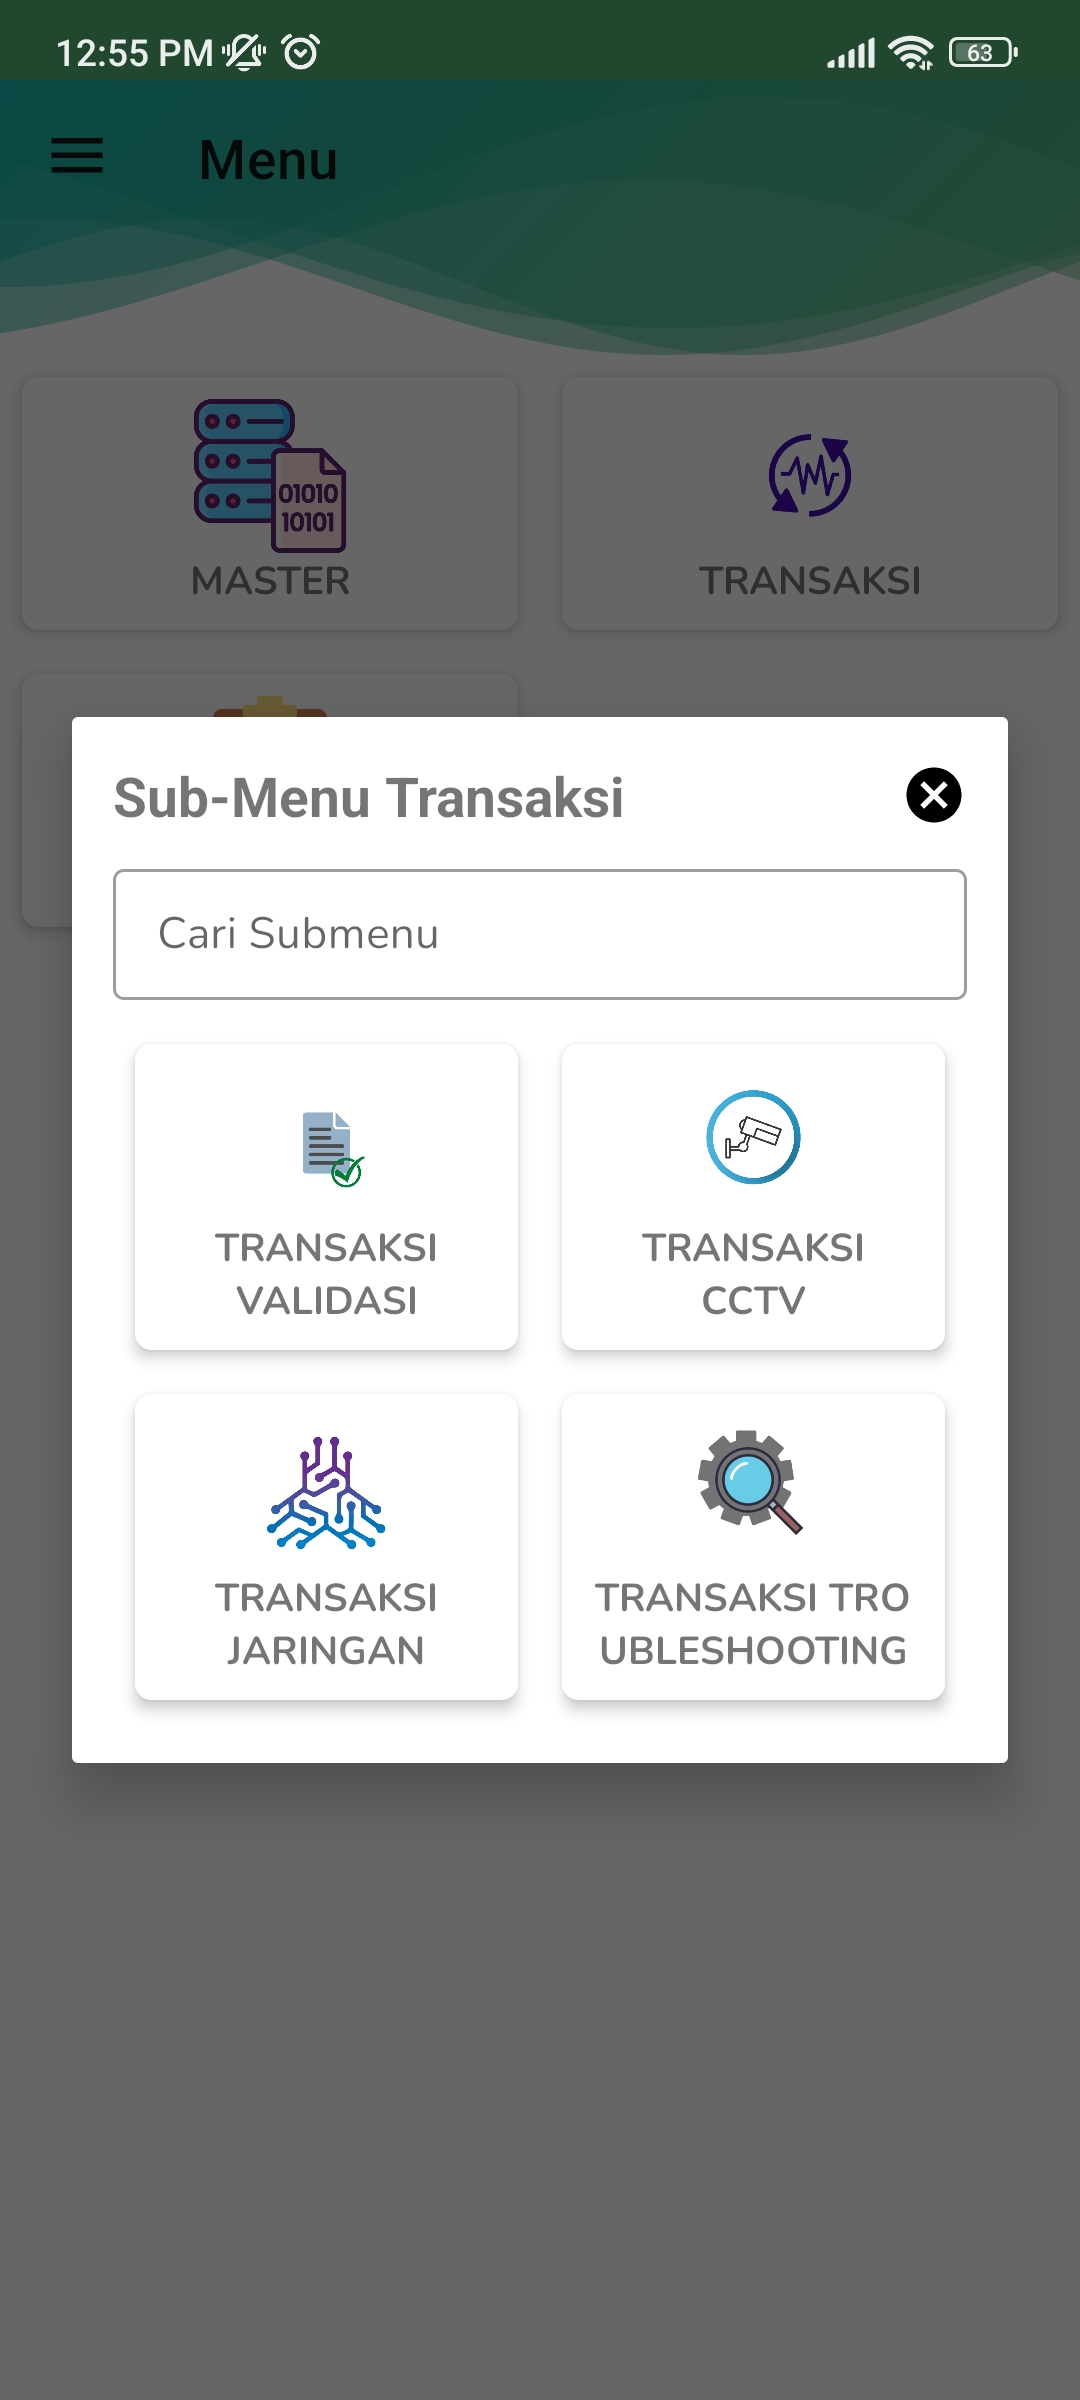 12:55 PM
63
Menu
01010
10101
MASTER
TRANSAKSI
Sub-Menu Transaksi
Cari Submenu
TRANSAKSI
VALIDASI
TRANSAKSI
CCTV
TRANSAKSI
JARINGAN
TRANSAKSI TRO
UBLESHOOTING